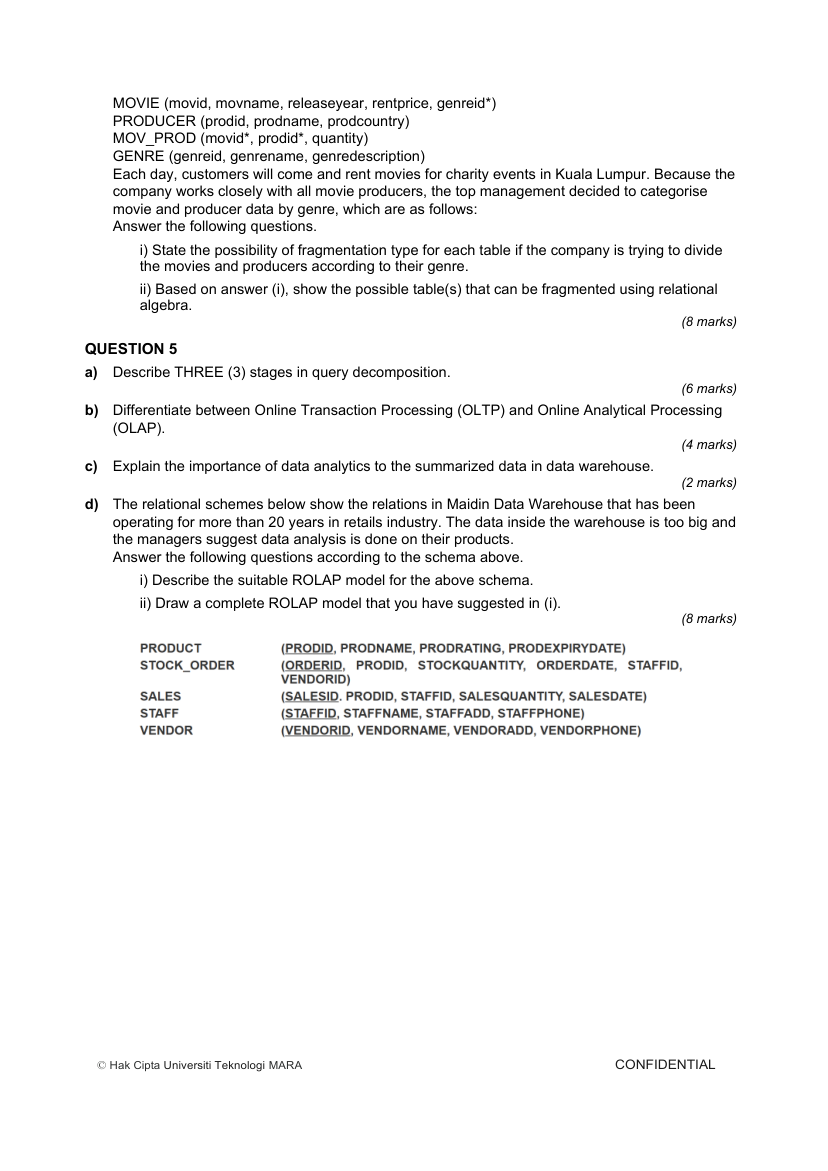 MOVIE (movid, movname, releaseyear, rentprice, genreid*)
PRODUCER (prodid, prodname, prodcountry)
MOV_PROD (movid*, prodid*, quantity)
GENRE (genreid, genrename, genredescription)
Each day, customers will come and rent movies for charity events in Kuala Lumpur. Because the
company works closely with all movie producers, the top management decided to categorise
movie and producer data by genre, which are as follows:
Answer the following questions.
i) State the possibility of fragmentation type for each table if the company is trying to divide
the movies and producers according to their genre.
ii) Based on answer (i), show the possible table(s) that can be fragmented using relational
algebra.
(8 marks)
QUESTION 5
a) Describe THREE (3) stages in query decomposition.
(6 marks)
b) Differentiate between Online Transaction Processing (OLTP) and Online Analytical Processing
(OLAP).
(4 marks)
c) Explain the importance of data analytics to the summarized data in data warehouse.
(2 marks)
d) The relational schemes below show the relations in Maidin Data Warehouse that has been
operating for more than 20 years in retails industry. The data inside the warehouse is too big and
the managers suggest data analysis is done on their products.
Answer the following questions according to the schema above.
i) Describe the suitable ROLAP model for the above schema.
ii) Draw a complete ROLAP model that you have suggested in (i).
(8 marks)
PRODUCT (PRODID, PRODNAME, PRODRATING, PRODEXPIRYDATE)
STOCK_ORDER (ORDERID, PRODID, STOCKQUANTITY, ORDERDATE, STAFFID,
VENDORID)
SALES (SALESID. PRODID, STAFFID, SALESQUANTITY, SALESDATE)
STAFF (STAFFID, STAFFNAME, STAFFADD, STAFFPHONE)
VENDOR (VENDORID, VENDORNAME, VENDORADD, VENDORPHONE)
© Hak Cipta Universiti Teknologi MARA CONFIDENTIAL